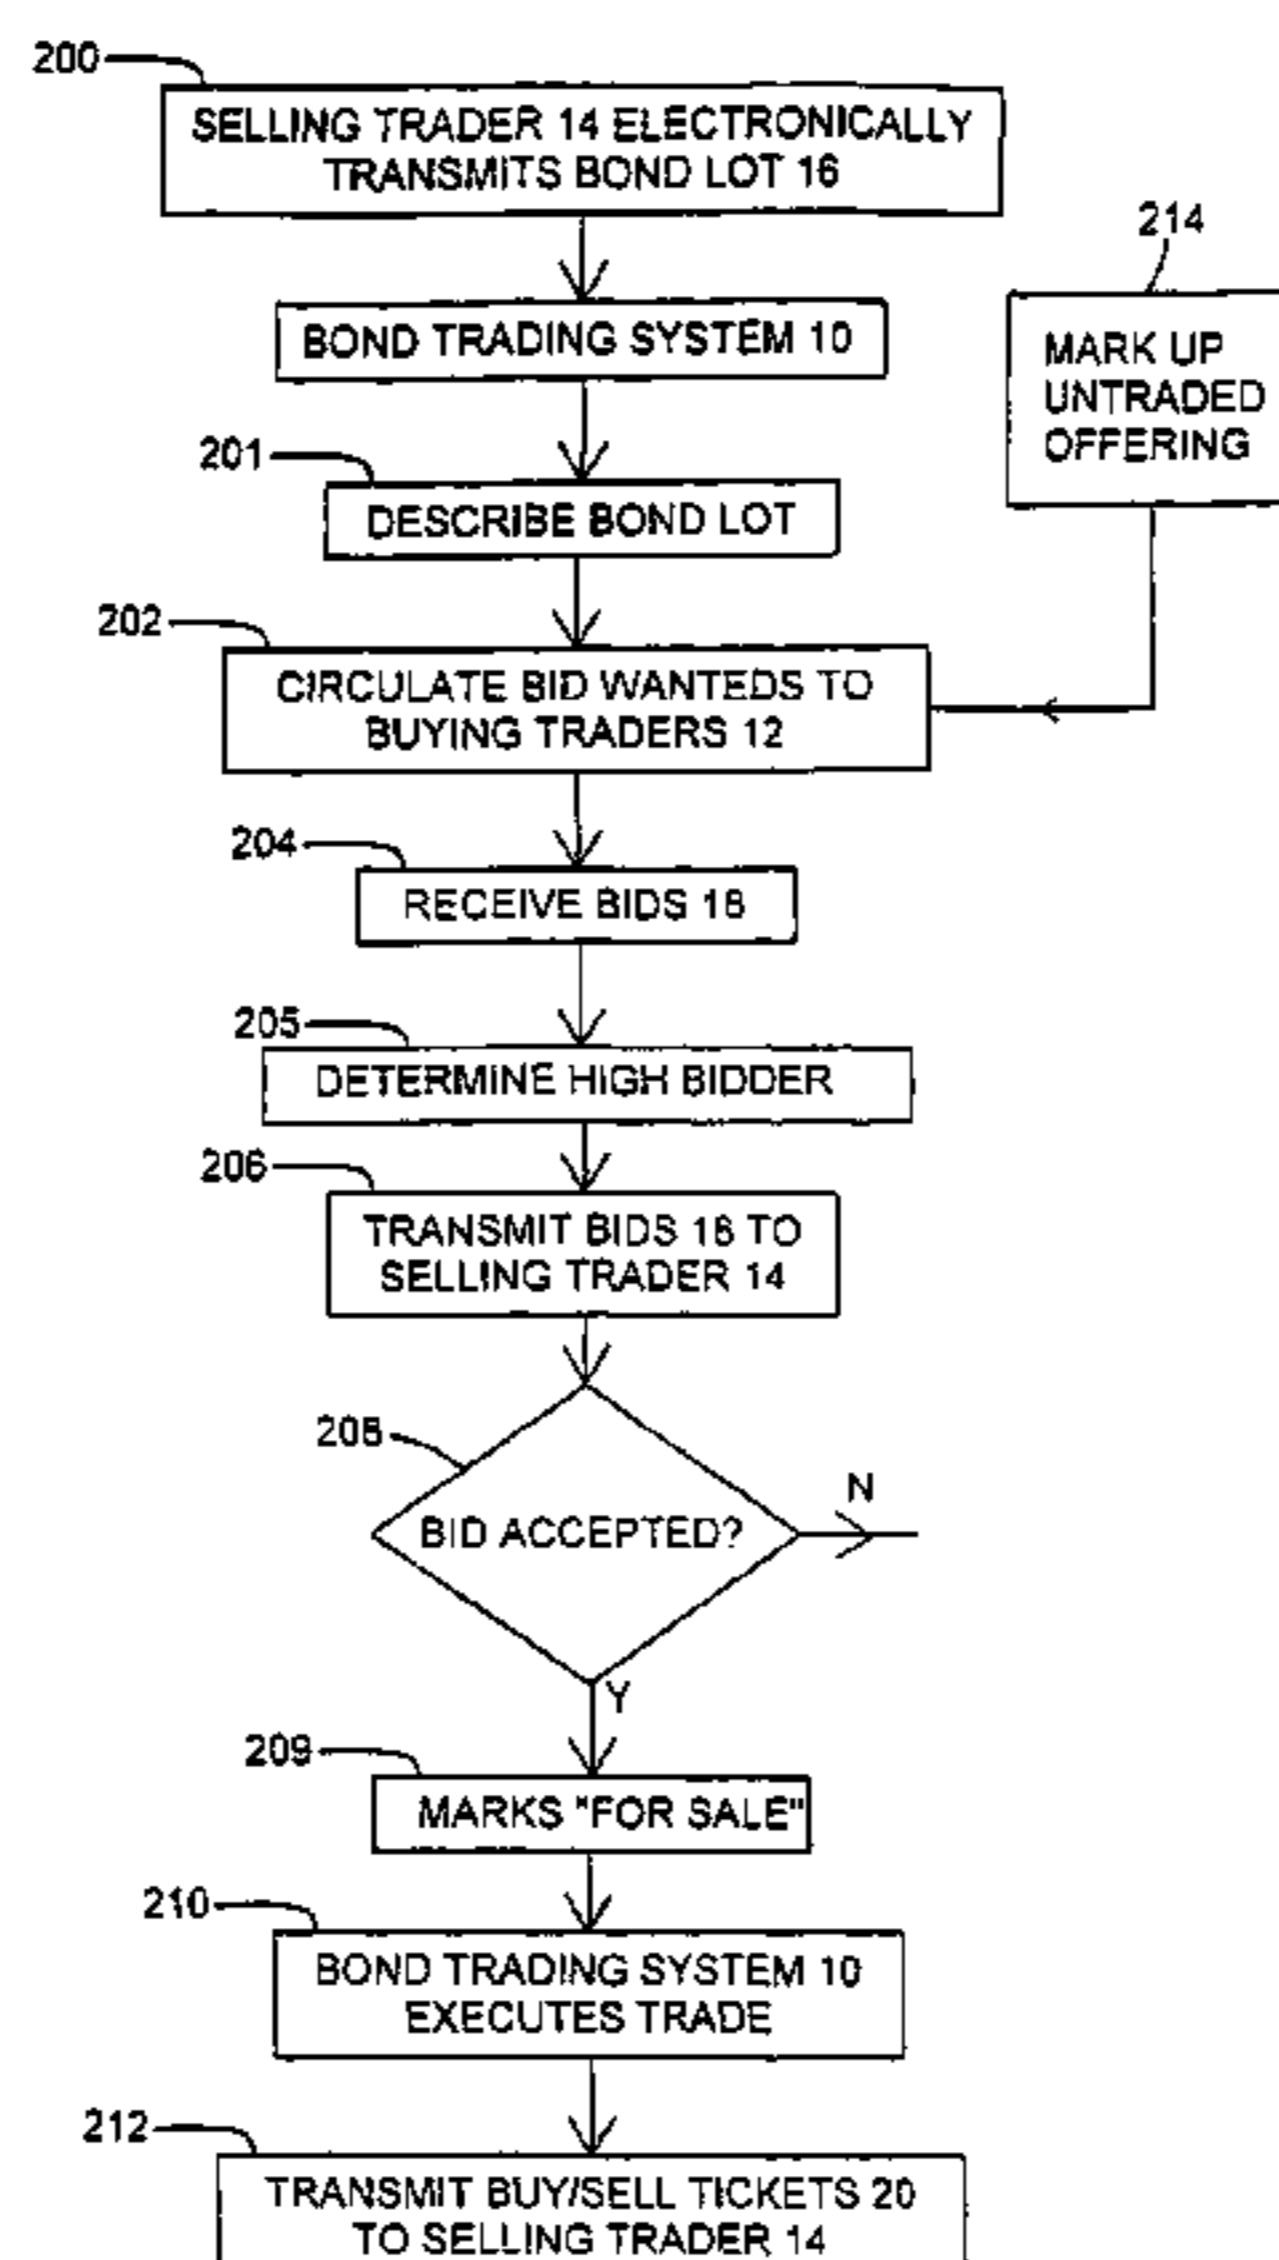 200
SELLING TRADER 14 ELECTRONICALLY
TRANSMITS BOND LOT 16
214
BOND TRADING SYSTEM 10
MARK UP
UNTRADED
OFFERING
201
DESCRIBE BOND LOT
202
CIRCULATE BID WANTEDS TO
BUYING TRADERS 12
204
RECEIVE BIDS 18
205
DETERMINE HIGH BIDDER
206
TRANSMIT BIDS 18 TO
SELLING TRADER 14
208
N
BID ACCEPTED?
Y
209
MARKS "FOR SALE"
210
BOND TRADING SYSTEM 10
EXECUTES TRADE
212
TRANSMIT BUY/SELL TICKETS 20
TO SELLING TRADER 14